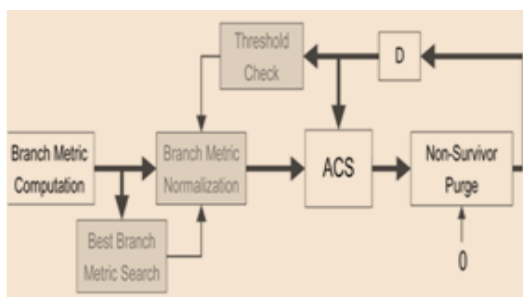 Threshold
Check
D
Branch Metric
Computation
Branch Metric
Normalization
ACS
Non-Survivor
Purge
Best Branch
Metric Search
0